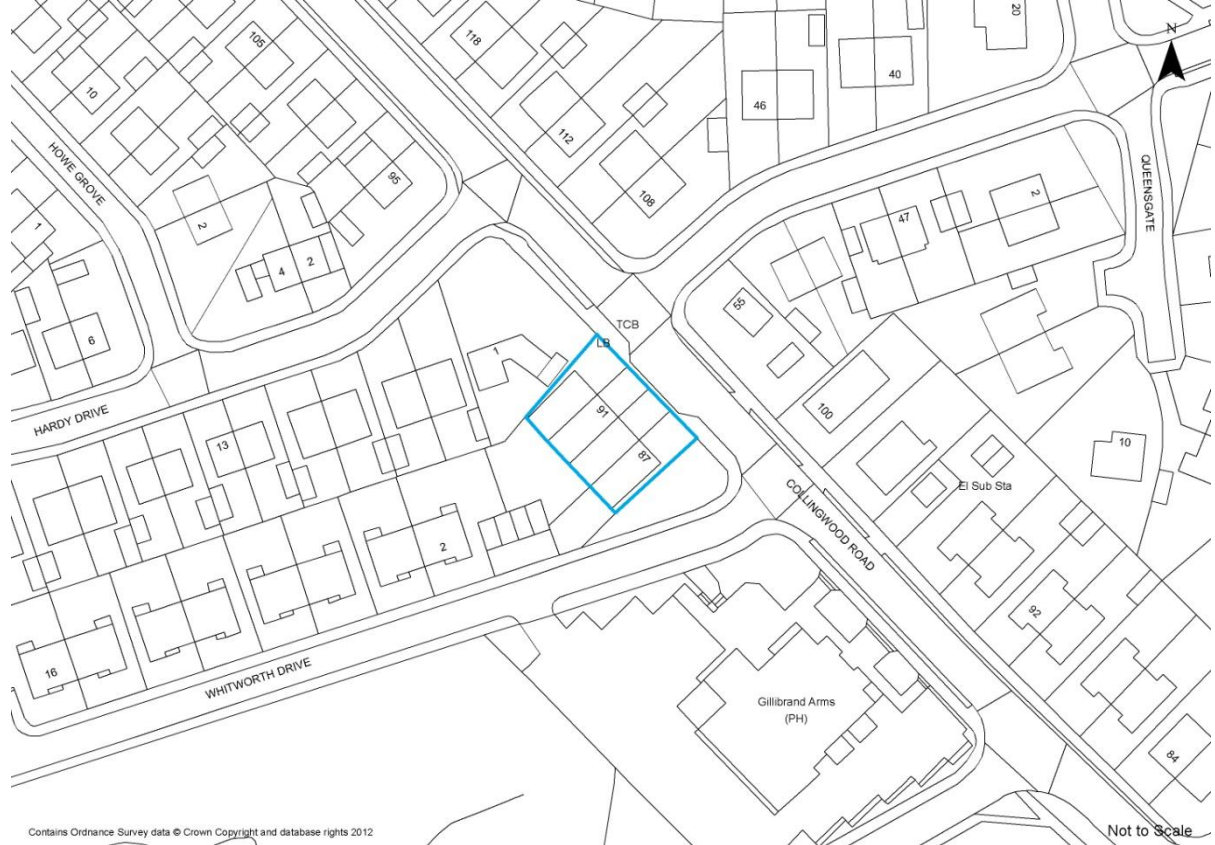 118
105
10
20
N
40
46
112
HOWE GROVE
95
108
QUEENSGATE
2
2
1
47
4
2
55
TCB
LB
6
1
100
91
HARDY DRIVE
13
87
10
El Sub Sta
COLLINGWOOD ROAD
2
92
16
WHITWORTH DRIVE
Gillibrand Arms
(PH)
84
Contains Ordnance Survey data © Crown Copyright and database rights 2012
Not to Scale